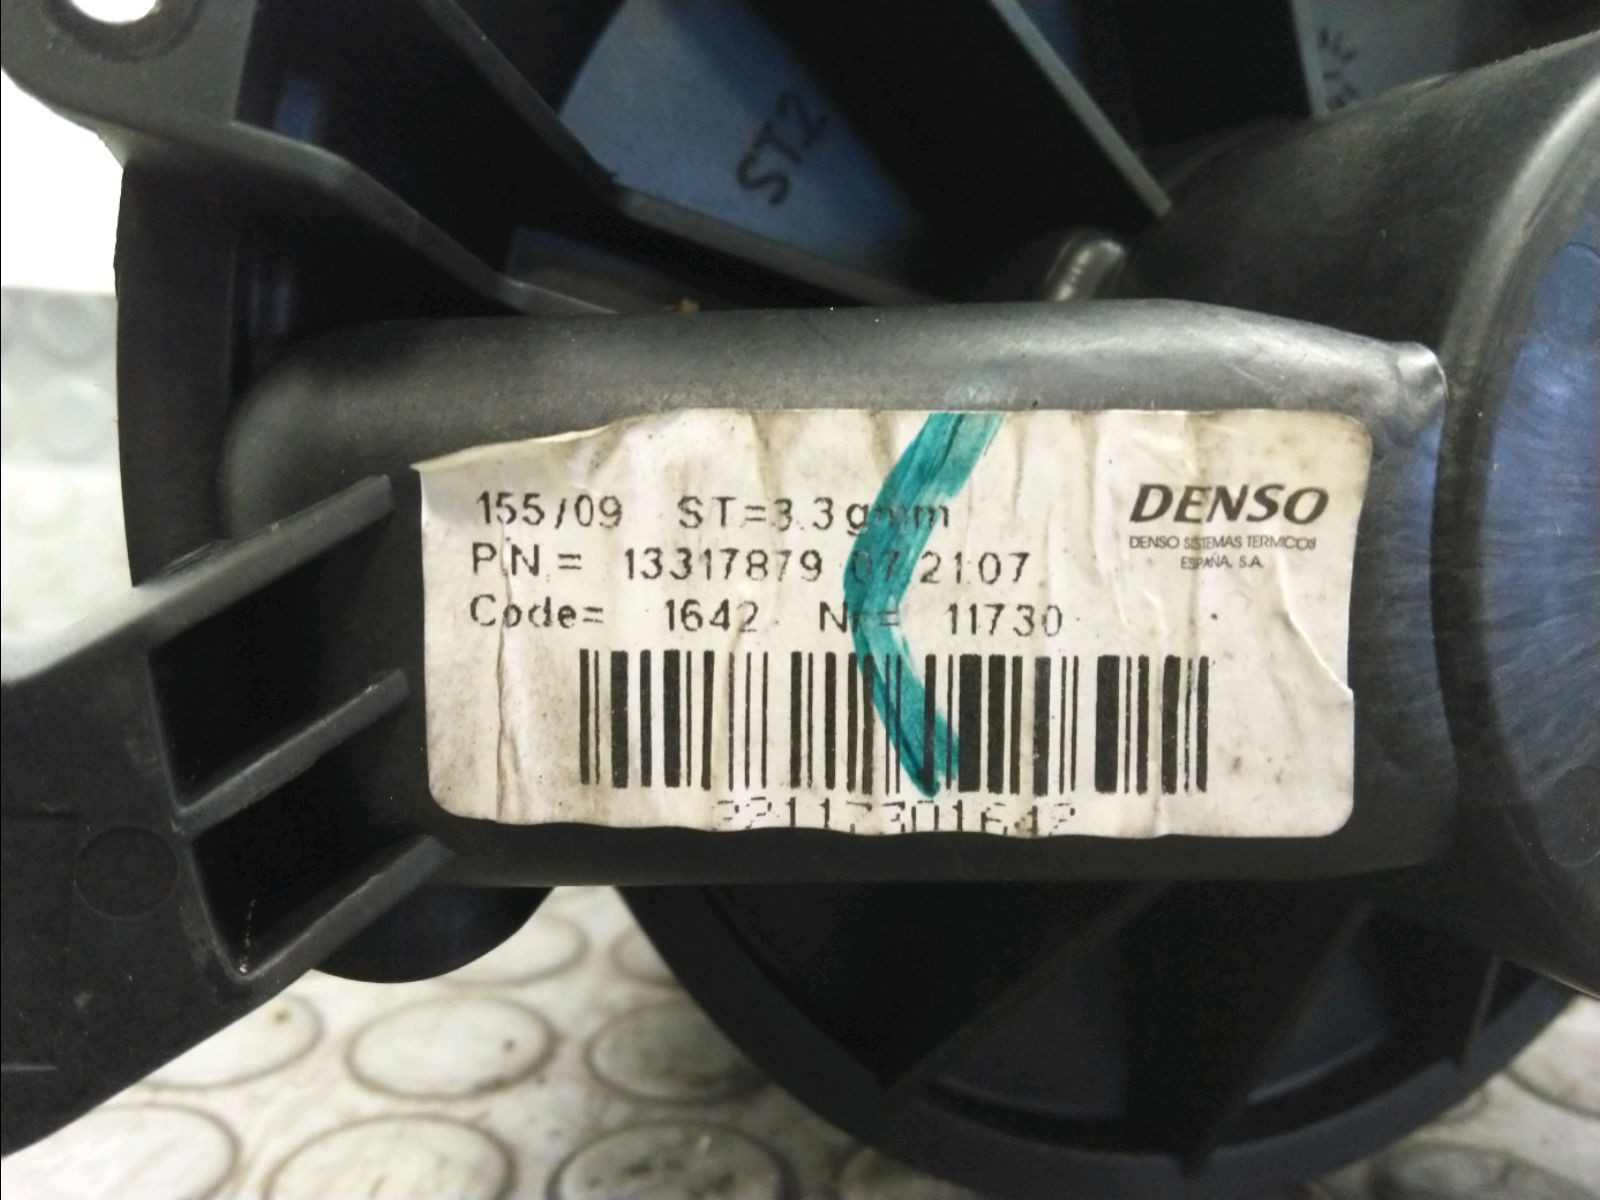 ST2
155/09 ST=3.3 gmm
P.N.= 13317879 07 21:07
Code= 1642 Nr= 11730
DENSO
DENSO SISTEMAS TERMICOS
ESPAÑA, S.A.
22117301642